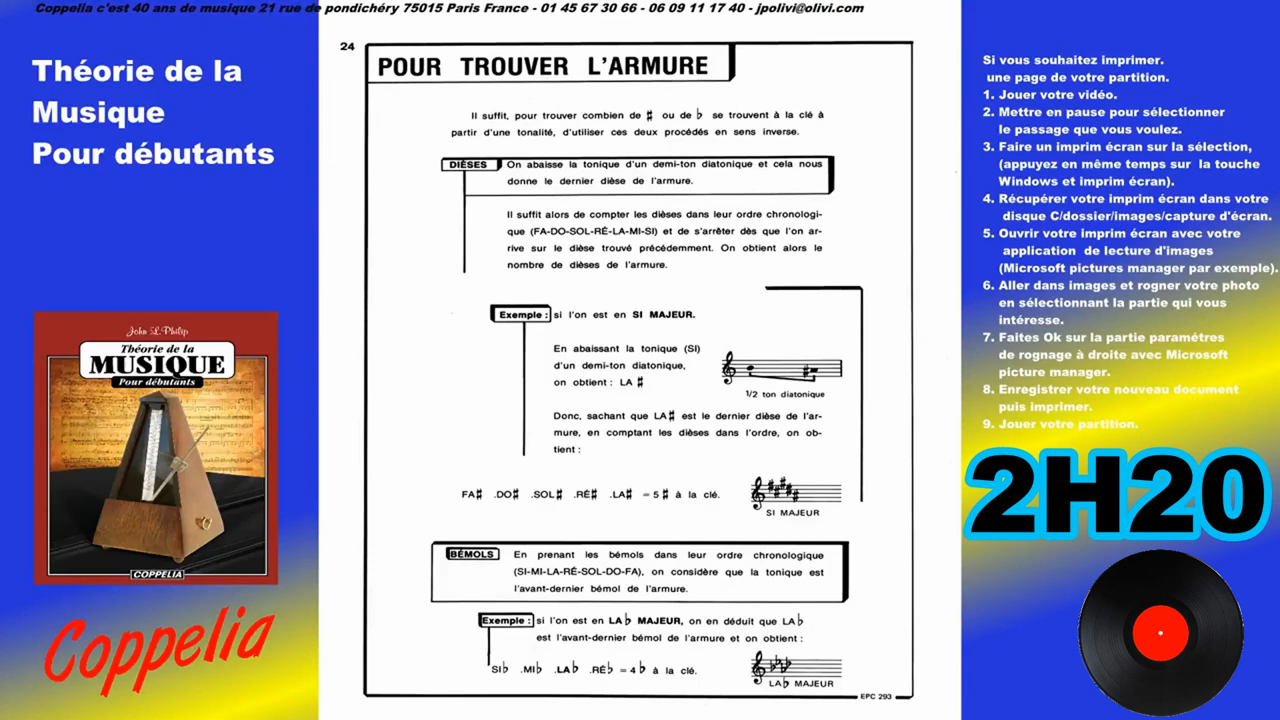 Coppelia c'est 40 ans de musique 21 rue de pondichéry 75015 Paris France - 01 45 67 30 66 - 06 09 11 17 40 - jpolivi@olivi.com
Théorie de la
Musique
Pour débutants
John L. Philip
Théorie de la
MUSIQUE
Pour débutants
COPPELIA
Coppelia
24
POUR TROUVER L'ARMURE
Il suffit, pour trouver combien de ♯ ou de ♭ se trouvent à la clé à
partir d'une tonalité, d'utiliser ces deux procédés en sens inverse.
DIÈSES On abaisse la tonique d'un demi-ton diatonique et cela nous
donne le dernier dièse de l'armure.
Il suffit alors de compter les dièses dans leur ordre chronologi-
que (FA-DO-SOL-RÉ-LA-MI-SI) et de s'arrêter dès que l'on ar-
rive sur le dièse trouvé précédemment. On obtient alors le
nombre de dièses de l'armure.
Exemple : si l'on est en SI MAJEUR.
En abaissant la tonique (SI)
d'un demi-ton diatonique,
on obtient : LA ♯
1/2 ton diatonique
Donc, sachant que LA♯ est le dernier dièse de l'ar-
mure, en comptant les dièses dans l'ordre, on ob-
tient :
FA♯ .DO♯ .SOL♯ .RÉ♯ .LA♯ = 5 ♯ à la clé.
SI MAJEUR
BÉMOLS En prenant les bémols dans leur ordre chronologique
(SI-MI-LA-RÉ-SOL-DO-FA), on considère que la tonique est
l'avant-dernier bémol de l'armure.
Exemple : si l'on est en LA♭ MAJEUR, on en déduit que LA♭
est l'avant-dernier bémol de l'armure et on obtient :
SI♭ .MI♭ .LA♭ .RÉ♭ = 4 ♭ à la clé.
LA♭ MAJEUR
EPC 293
Si vous souhaitez imprimer.
une page de votre partition.
1. Jouer votre vidéo.
2. Mettre en pause pour sélectionner
le passage que vous voulez.
3. Faire un imprim écran sur la sélection,
(appuyez en même temps sur la touche
Windows et imprim écran).
4. Récupérer votre imprim écran dans votre
disque C/dossier/images/capture d'écran.
5. Ouvrir votre imprim écran avec votre
application de lecture d'images
(Microsoft pictures manager par exemple).
6. Aller dans images et rogner votre photo
en sélectionnant la partie qui vous
intéresse.
7. Faites Ok sur la partie paramétres
de rognage à droite avec Microsoft
picture manager.
8. Enregistrer votre nouveau document
puis imprimer.
9. Jouer votre partition.
2H20